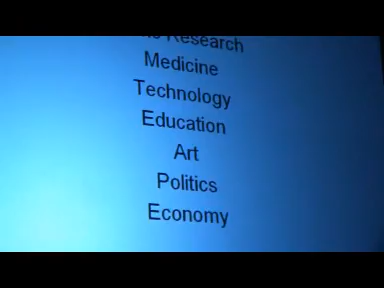 Research
Medicine
Technology
Education
Art
Politics
Economy